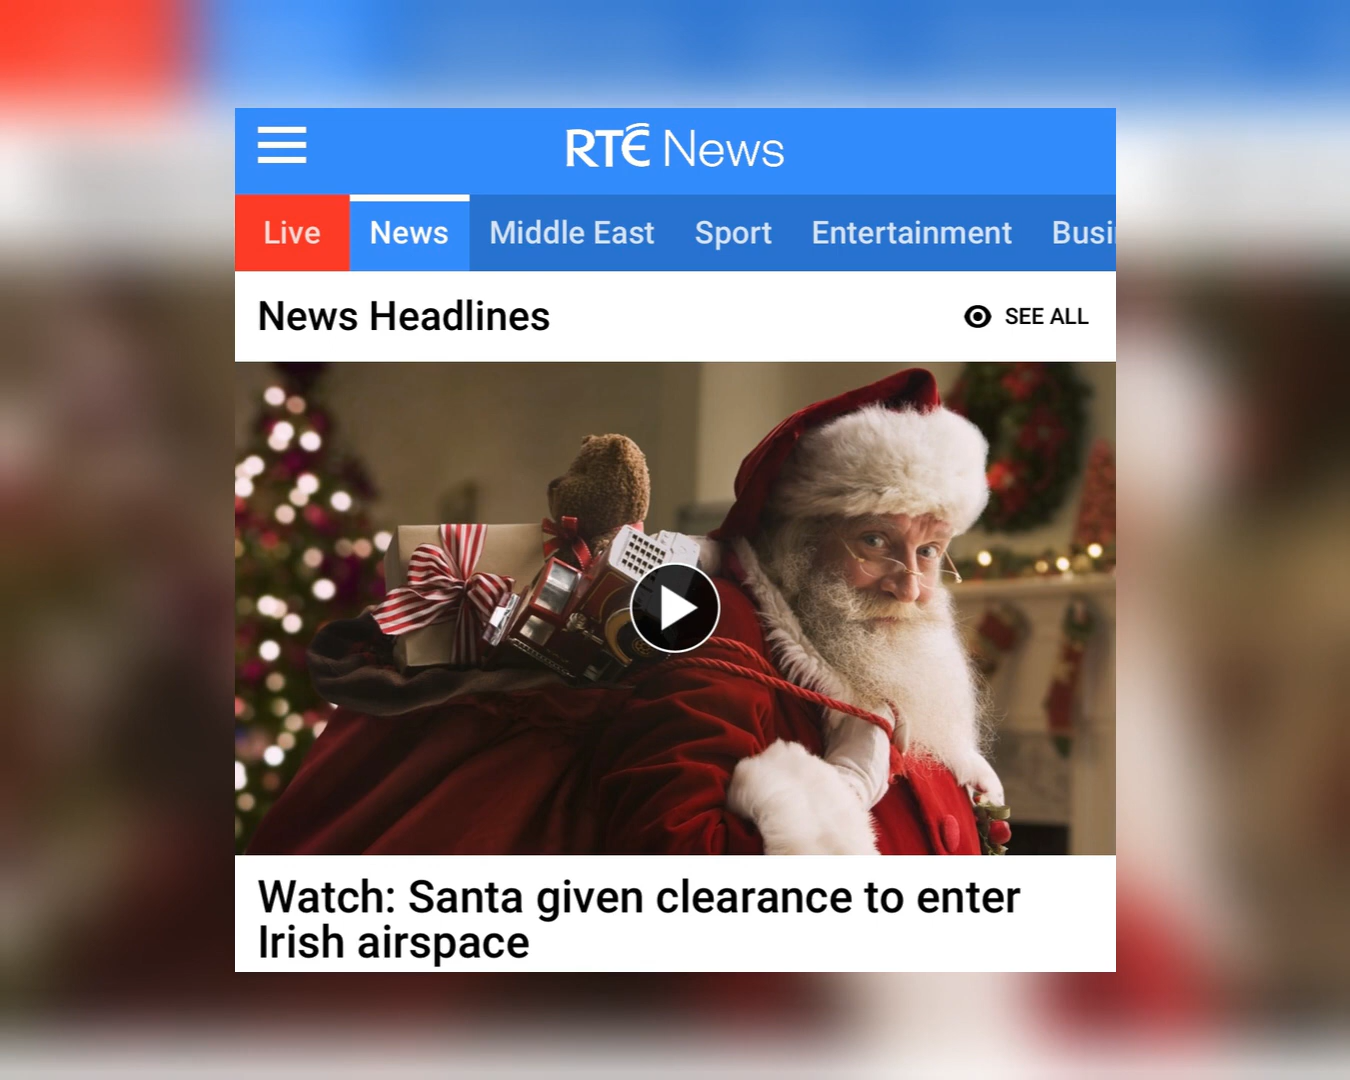 RTÉ News
Live News Middle East Sport Entertainment Busi
News Headlines
SEE ALL
Watch: Santa given clearance to enter
Irish airspace